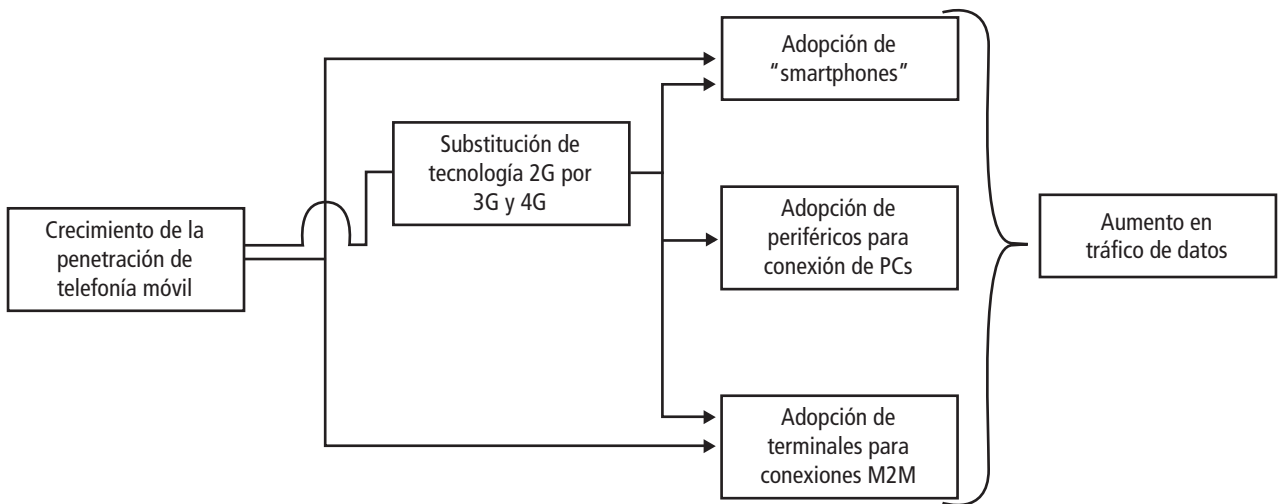 Crecimiento de la
penetración de
telefonía móvil
Substitución de
tecnología 2G por
3G y 4G
Adopción de
“smartphones”
Adopción de
periféricos para
conexión de PCs
Adopción de
terminales para
conexiones M2M
Aumento en
tráfico de datos